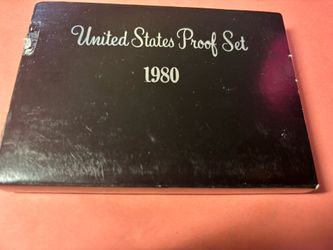 United States Proof Set
1980